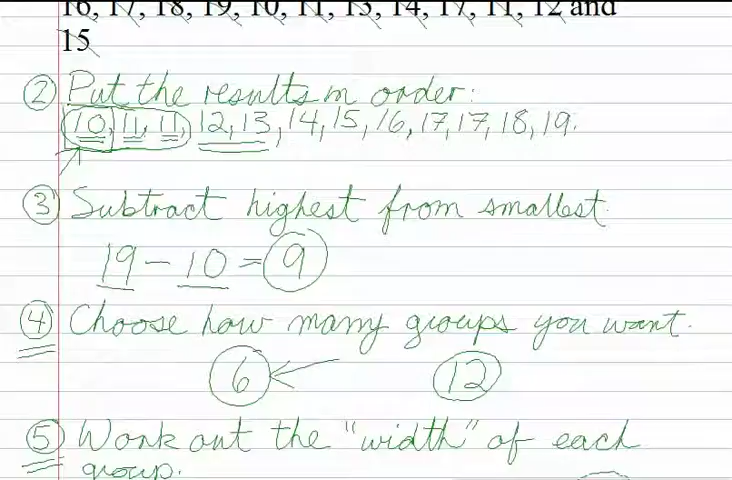 16, 17, 18, 19, 10, 11, 13, 14, 17, 11, 12 and
15
② Put the results in order:
10, 11, 11, 12, 13, 14, 15, 16, 17, 17, 18, 19.
③ Subtract highest from smallest.
19 - 10 = 9
④ Choose how many groups you want.
6 12
⑤ Work out the "width" of each
group.